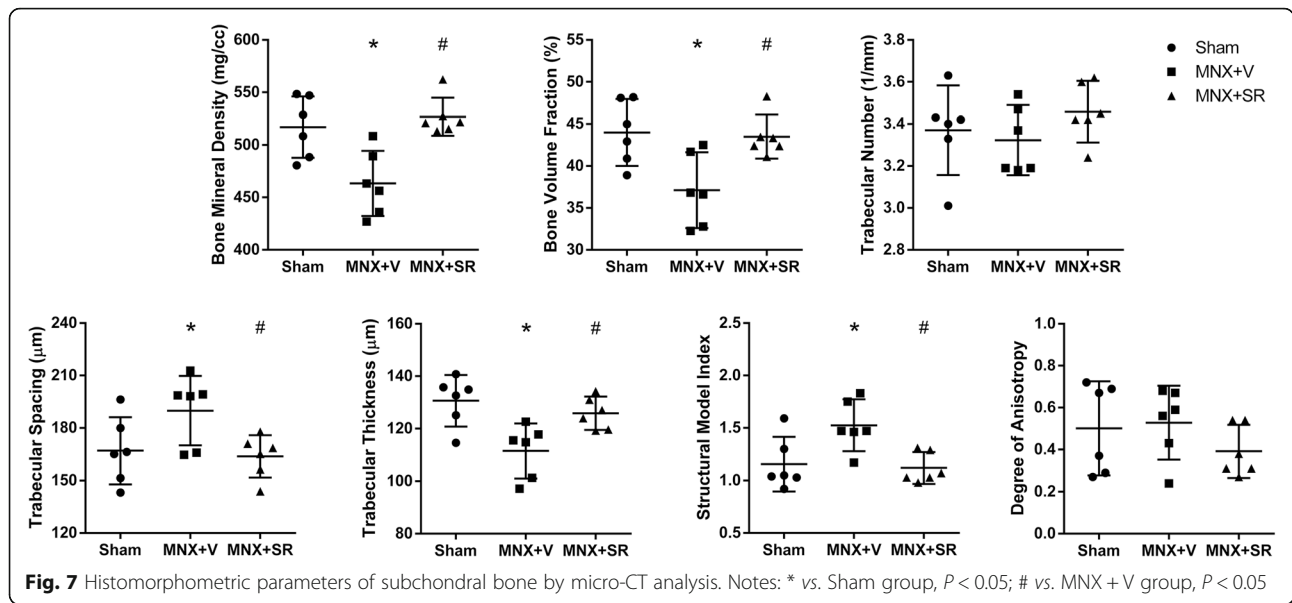 Bone Mineral Density (mg/cc)
600
550
500
450
400
*
#
Sham
MNX+V
MNX+SR
Bone Volume Fraction (%)
55
50
45
40
35
30
*
#
Sham
MNX+V
MNX+SR
Trabecular Number (1/mm)
3.8
3.6
3.4
3.2
3.0
2.8
Sham
MNX+V
MNX+SR
Sham
MNX+V
MNX+SR
Trabecular Spacing (μm)
240
210
180
150
120
*
#
Sham
MNX+V
MNX+SR
Trabecular Thickness (μm)
160
140
120
100
80
*
#
Sham
MNX+V
MNX+SR
Structural Model Index
2.5
2.0
1.5
1.0
0.5
*
#
Sham
MNX+V
MNX+SR
Degree of Anisotropy
1.0
0.8
0.6
0.4
0.2
0.0
Sham
MNX+V
MNX+SR
Fig. 7 Histomorphometric parameters of subchondral bone by micro-CT analysis. Notes: * vs. Sham group, P < 0.05; # vs. MNX + V group, P < 0.05